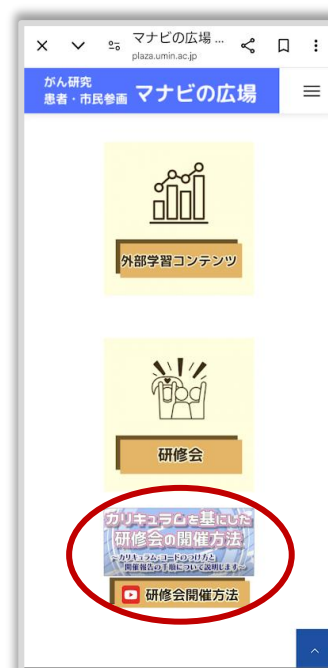 マナビの広場 ...
plaza.umin.ac.jp
がん研究
患者・市民参画 マナビの広場
外部学習コンテンツ
研修会
カリキュラムを基にした
研修会の開催方法
~カリキュラム・コードのつけ方と
開催報告の手順について説明します~
研修会開催方法